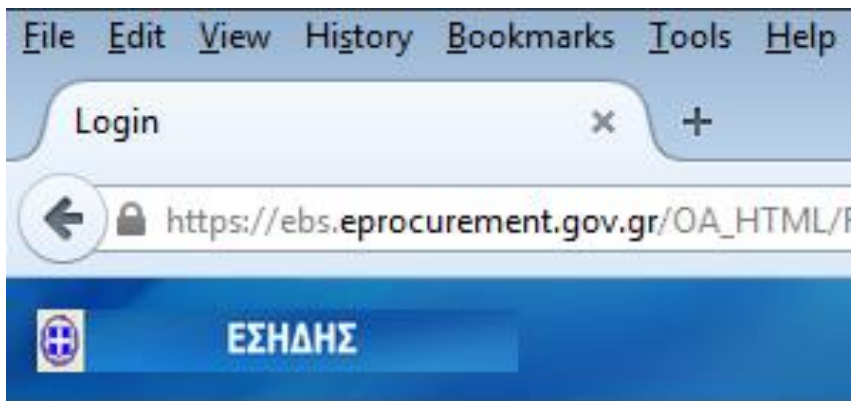 File Edit View History Bookmarks Tools Help
Login
https://ebs.eprocurement.gov.gr/OA_HTML/
ΕΣΗΔΗΣ